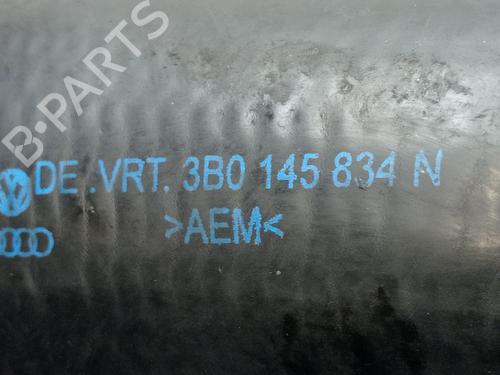 B-PARTS
DE .VRT. 3B0 145 834 N
>AEM<